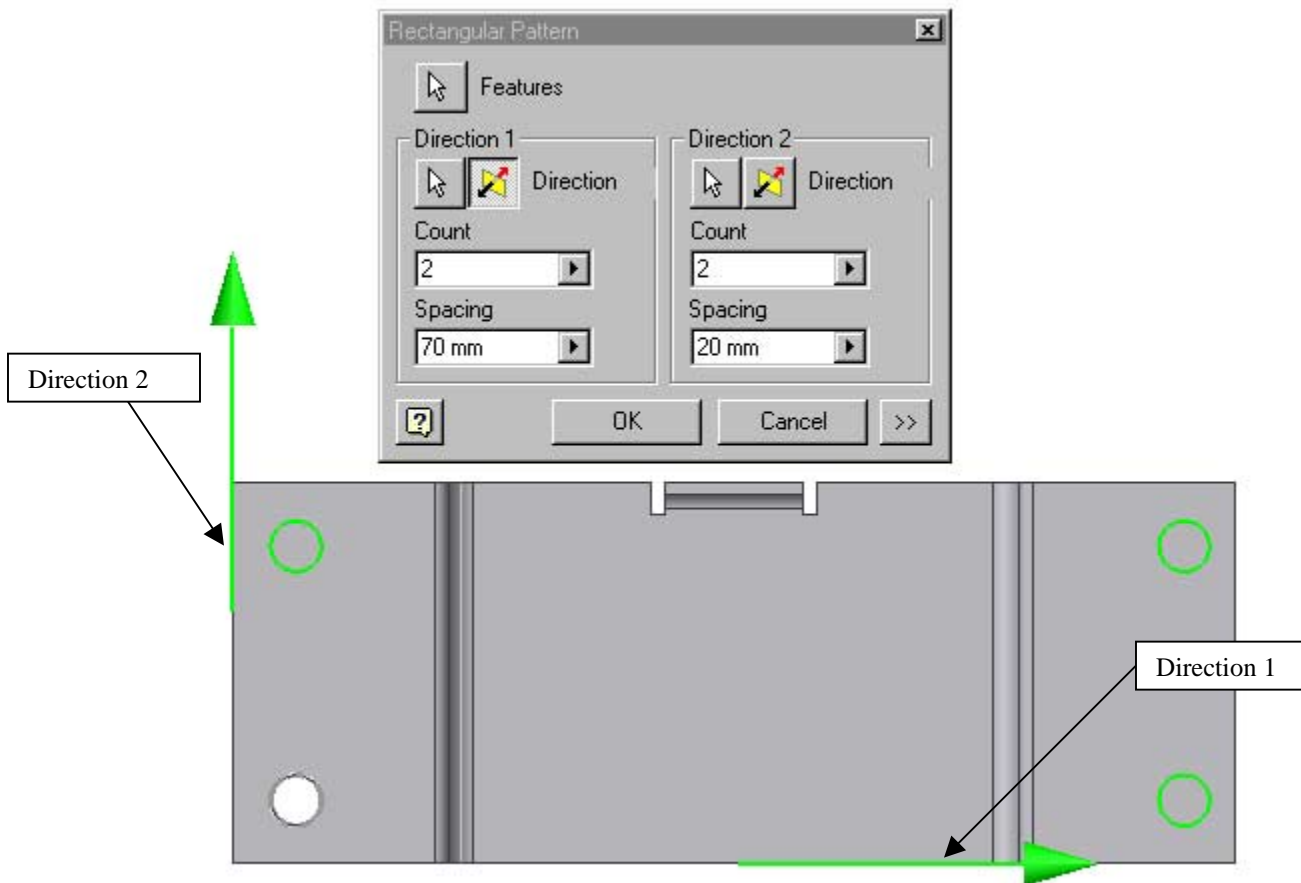 Rectangular Pattern
Features
Direction 1
Direction
Count
2
Spacing
70 mm
Direction 2
Direction
Count
2
Spacing
20 mm
?
OK
Cancel
>>
Direction 2
Direction 1